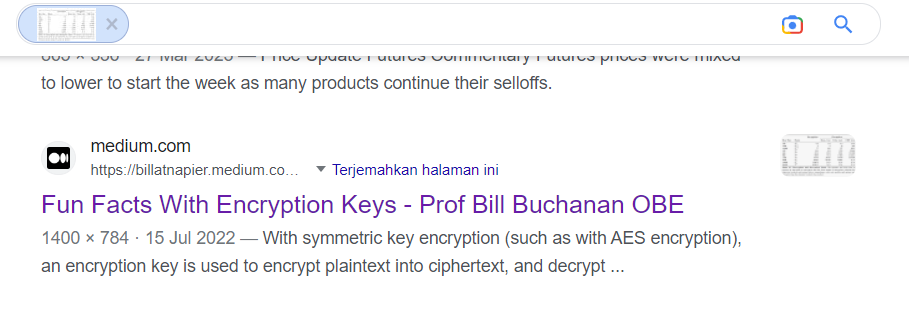 to lower to start the week as many products continue their selloffs.
medium.com
https://billatnapier.medium.co...
Terjemahkan halaman ini
Fun Facts With Encryption Keys - Prof Bill Buchanan OBE
1400 × 784 · 15 Jul 2022 — With symmetric key encryption (such as with AES encryption),
an encryption key is used to encrypt plaintext into ciphertext, and decrypt ...